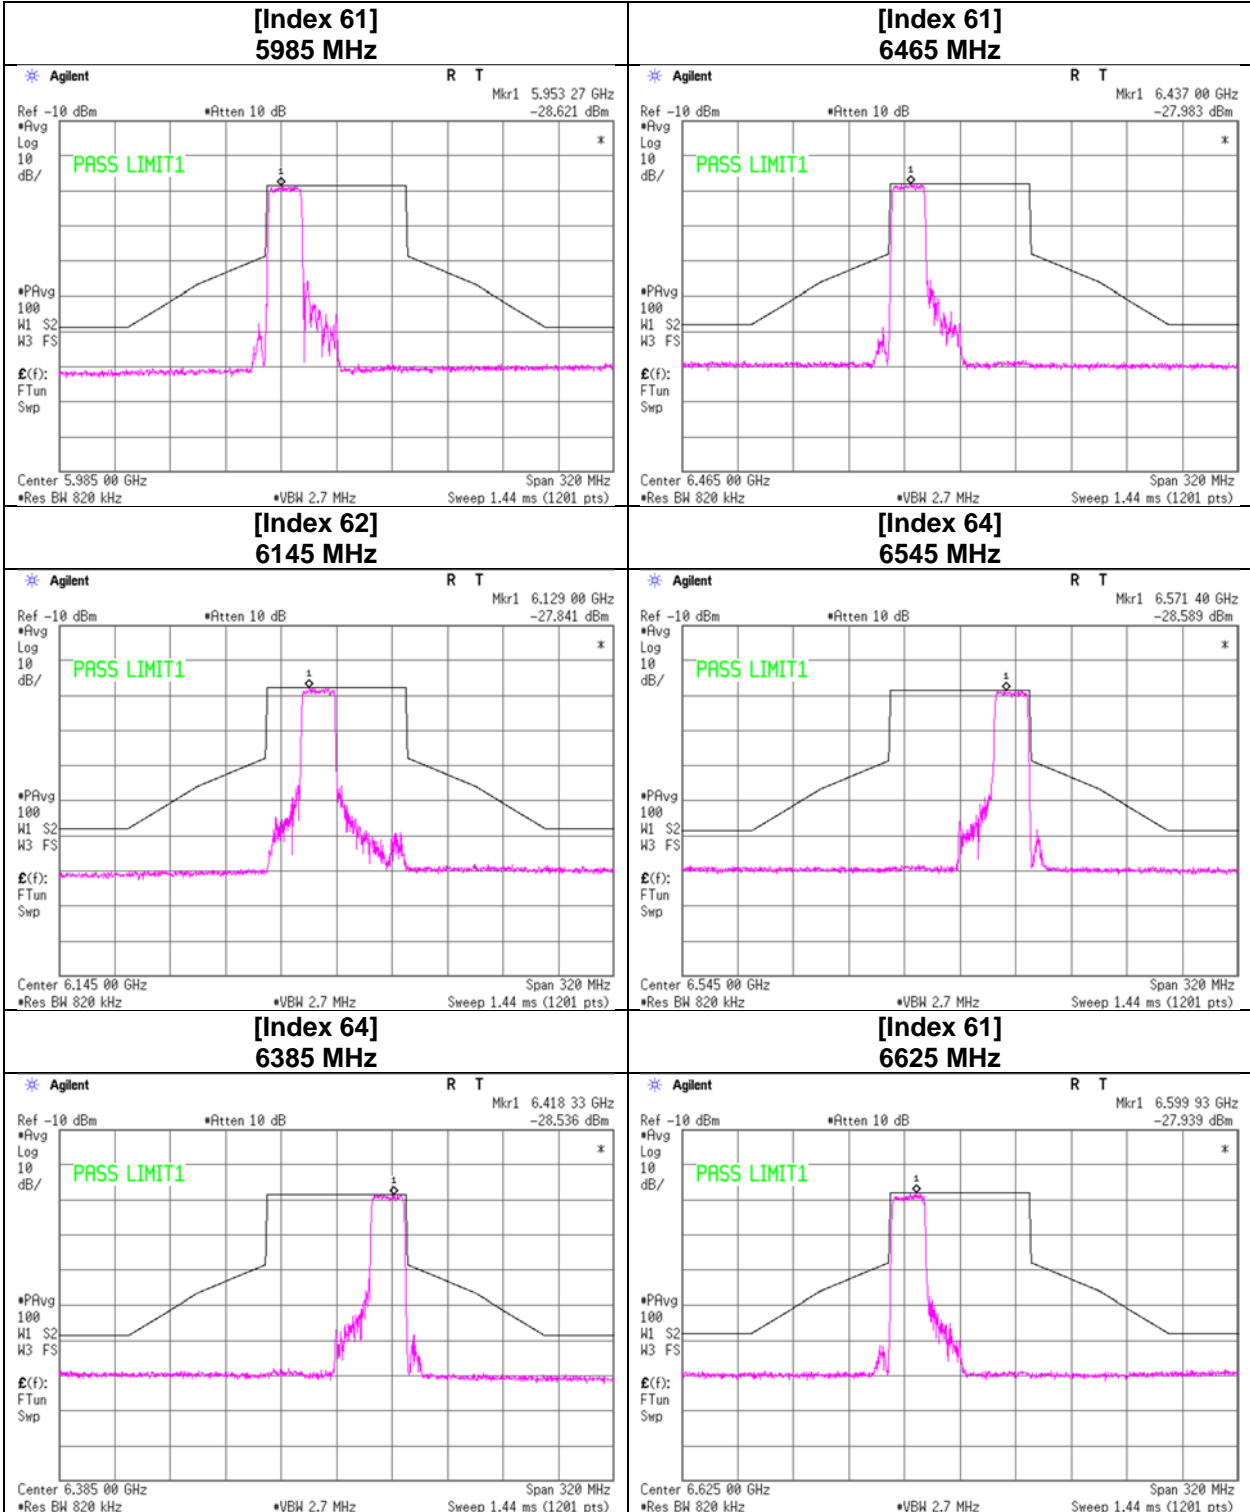 [Index 61]
5985 MHz
Agilent
R T
Mkr1 5.953 27 GHz
Ref -10 dBm
#Atten 10 dB
-28.621 dBm
#Avg
Log
10
dB/
PASS LIMIT1
*
1
#PAvg
100
W1 S2
W3 FS
£(f):
FTun
Swp
Center 5.985 00 GHz
Span 320 MHz
#Res BW 820 kHz
#VBW 2.7 MHz
Sweep 1.44 ms (1201 pts)
[Index 61]
6465 MHz
Agilent
R T
Mkr1 6.437 00 GHz
Ref -10 dBm
#Atten 10 dB
-27.983 dBm
#Avg
Log
10
dB/
PASS LIMIT1
*
1
#PAvg
100
W1 S2
W3 FS
£(f):
FTun
Swp
Center 6.465 00 GHz
Span 320 MHz
#Res BW 820 kHz
#VBW 2.7 MHz
Sweep 1.44 ms (1201 pts)
[Index 62]
6145 MHz
Agilent
R T
Mkr1 6.129 00 GHz
Ref -10 dBm
#Atten 10 dB
-27.841 dBm
#Avg
Log
10
dB/
PASS LIMIT1
*
1
#PAvg
100
W1 S2
W3 FS
£(f):
FTun
Swp
Center 6.145 00 GHz
Span 320 MHz
#Res BW 820 kHz
#VBW 2.7 MHz
Sweep 1.44 ms (1201 pts)
[Index 64]
6545 MHz
Agilent
R T
Mkr1 6.571 40 GHz
Ref -10 dBm
#Atten 10 dB
-28.589 dBm
#Avg
Log
10
dB/
PASS LIMIT1
*
1
#PAvg
100
W1 S2
W3 FS
£(f):
FTun
Swp
Center 6.545 00 GHz
Span 320 MHz
#Res BW 820 kHz
#VBW 2.7 MHz
Sweep 1.44 ms (1201 pts)
[Index 64]
6385 MHz
Agilent
R T
Mkr1 6.418 33 GHz
Ref -10 dBm
#Atten 10 dB
-28.536 dBm
#Avg
Log
10
dB/
PASS LIMIT1
*
1
#PAvg
100
W1 S2
W3 FS
£(f):
FTun
Swp
Center 6.385 00 GHz
Span 320 MHz
#Res BW 820 kHz
#VBW 2.7 MHz
Sweep 1.44 ms (1201 pts)
[Index 61]
6625 MHz
Agilent
R T
Mkr1 6.599 93 GHz
Ref -10 dBm
#Atten 10 dB
-27.939 dBm
#Avg
Log
10
dB/
PASS LIMIT1
*
1
#PAvg
100
W1 S2
W3 FS
£(f):
FTun
Swp
Center 6.625 00 GHz
Span 320 MHz
#Res BW 820 kHz
#VBW 2.7 MHz
Sweep 1.44 ms (1201 pts)